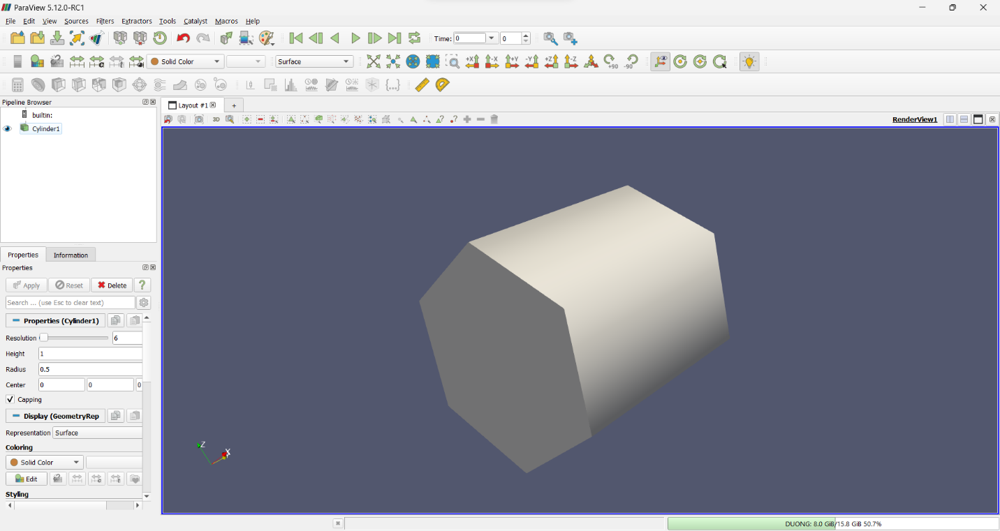 ParaView 5.12.0-RC1
File Edit View Sources Filters Extractors Tools Catalyst Macros Help
Time: 0 0
Solid Color Surface +X -X +Y -Y +Z -Z +90 -90
Pipeline Browser
Layout #1 +
builtin:
3D RenderView1
Cylinder1
Properties Information
Properties
Apply Reset Delete ?
Search ... (use Esc to clear text)
Properties (Cylinder1)
Resolution 6
Height 1
Radius 0.5
Center 0 0 0
Capping
Display (GeometryRep
Representation Surface
Coloring
Solid Color
Edit
Styling
Z X
DUONG: 8.0 GiB/15.8 GiB 50.7%